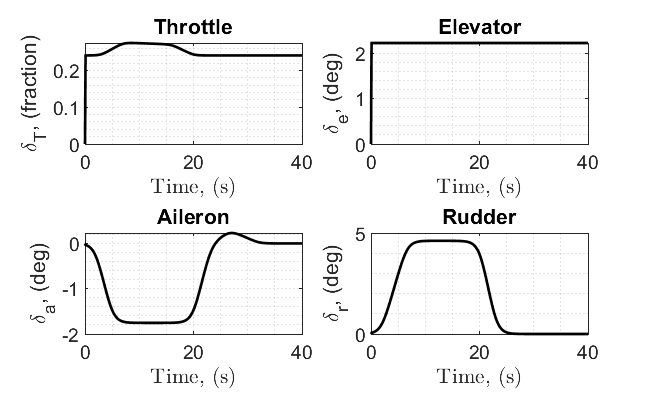 Throttle
δT, (fraction)
0.2
0.1
0
0 20 40
Time, (s)
Elevator
δe, (deg)
2
1
0
0 20 40
Time, (s)
Aileron
δa, (deg)
0
-1
-2
0 20 40
Time, (s)
Rudder
δr, (deg)
5
0
0 20 40
Time, (s)